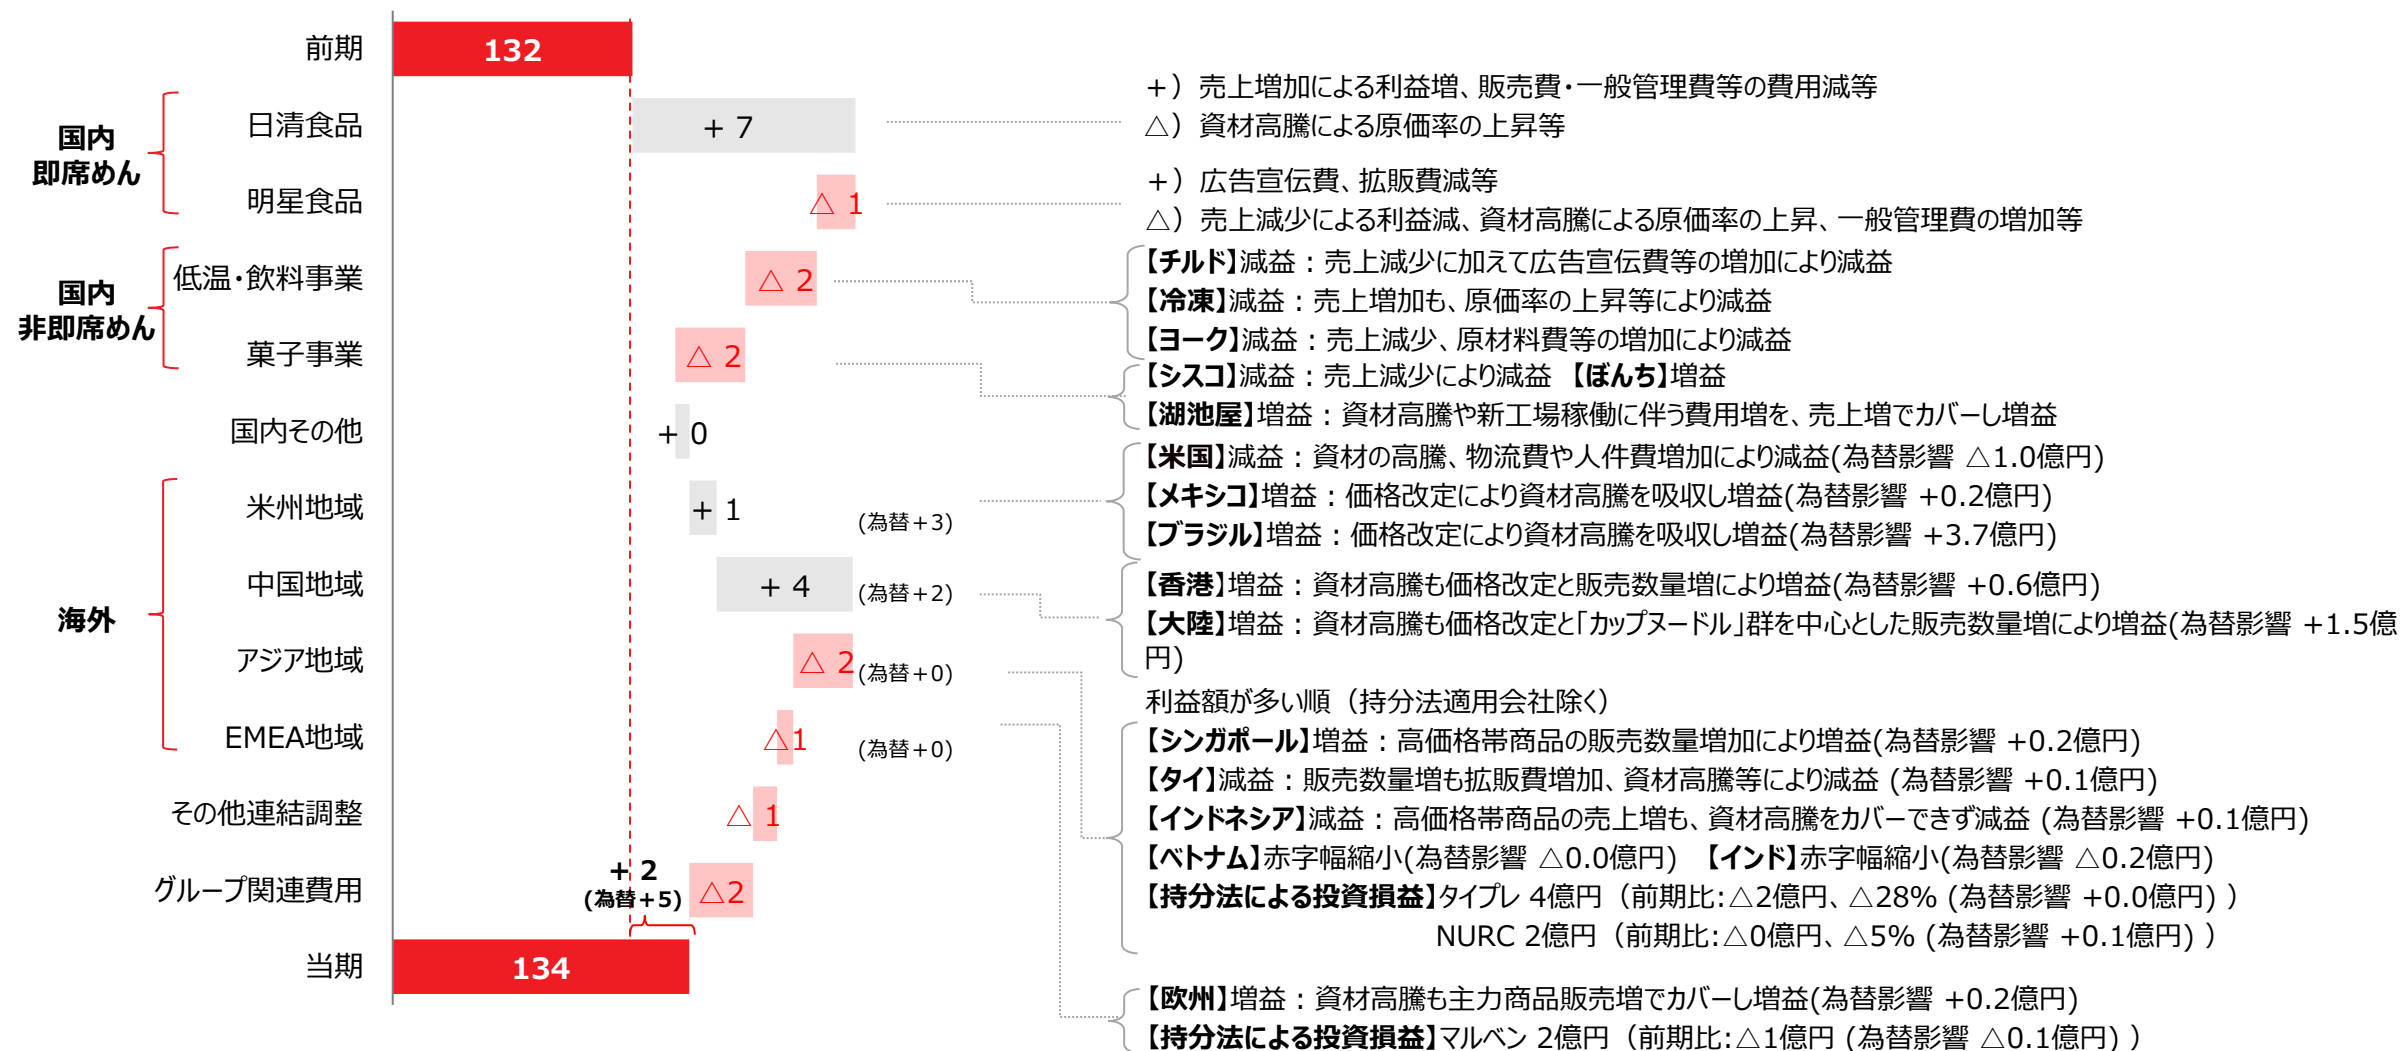 前期
132
国内
即席めん
日清食品
+ 7
+）売上増加による利益増、販売費・一般管理費等の費用減等
△）資材高騰による原価率の上昇等
明星食品
△ 1
+）広告宣伝費、拡販費減等
△）売上減少による利益減、資材高騰による原価率の上昇、一般管理費の増加等
国内
非即席めん
低温・飲料事業
△ 2
【チルド】減益：売上減少に加えて広告宣伝費等の増加により減益
【冷凍】減益：売上増加も、原価率の上昇等により減益
【ヨーク】減益：売上減少、原材料費等の増加により減益
菓子事業
△ 2
【シスコ】減益：売上減少により減益 【ぼんち】増益
【湖池屋】増益：資材高騰や新工場稼働に伴う費用増を、売上増でカバーし増益
国内その他
+ 0
海外
米州地域
+ 1
(為替+3)
【米国】減益：資材の高騰、物流費や人件費増加により減益(為替影響 △1.0億円)
【メキシコ】増益：価格改定により資材高騰を吸収し増益(為替影響 +0.2億円)
【ブラジル】増益：価格改定により資材高騰を吸収し増益(為替影響 +3.7億円)
中国地域
+ 4
(為替+2)
【香港】増益：資材高騰も価格改定と販売数量増により増益(為替影響 +0.6億円)
【大陸】増益：資材高騰も価格改定と「カップヌードル」群を中心とした販売数量増により増益(為替影響 +1.5億
円)
アジア地域
△ 2
(為替+0)
利益額が多い順（持分法適用会社除く）
【シンガポール】増益：高価格帯商品の販売数量増加により増益(為替影響 +0.2億円)
【タイ】減益：販売数量増も拡販費増加、資材高騰等により減益 (為替影響 +0.1億円)
【インドネシア】減益：高価格帯商品の売上増も、資材高騰をカバーできず減益 (為替影響 +0.1億円)
【ベトナム】赤字幅縮小(為替影響 △0.0億円) 【インド】赤字幅縮小(為替影響 △0.2億円)
【持分法による投資損益】タイプレ 4億円（前期比:△2億円、△28% (為替影響 +0.0億円) ）
NURC 2億円（前期比:△0億円、△5% (為替影響 +0.1億円) ）
EMEA地域
△1
(為替+0)
【欧州】増益：資材高騰も主力商品販売増でカバーし増益(為替影響 +0.2億円)
【持分法による投資損益】マルベン 2億円（前期比:△1億円 (為替影響 △0.1億円) ）
その他連結調整
△ 1
グループ関連費用
△2
+ 2
(為替+5)
当期
134